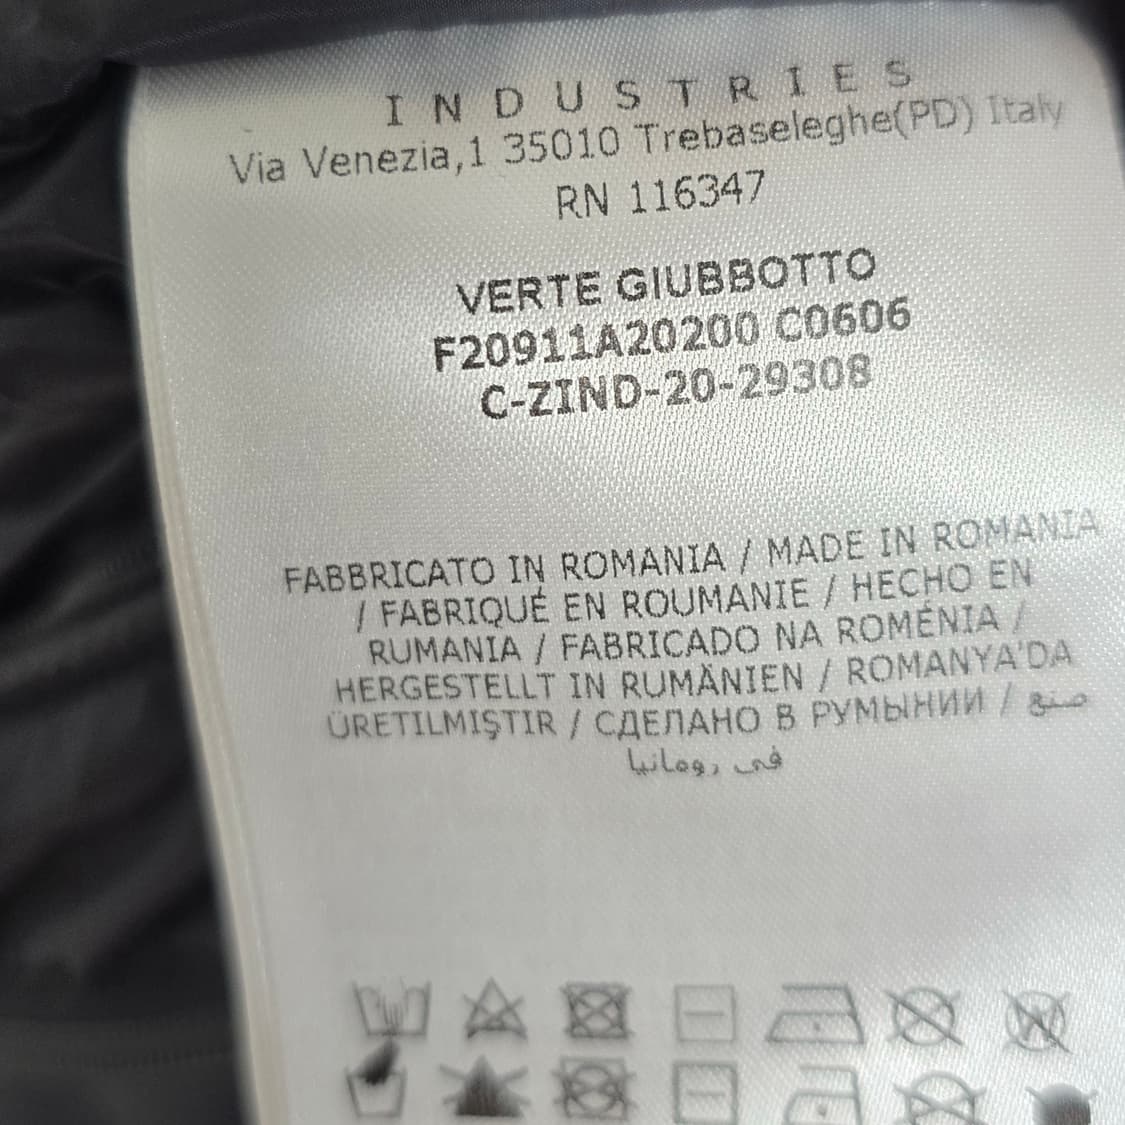 INDUSTRIES
Via Venezia,1 35010 Trebaseleghe(PD) Italy
RN 116347
VERTE GIUBBOTTO
F20911A20200 C0606
C-ZIND-20-29308
FABBRICATO IN ROMANIA / MADE IN ROMANIA
/ FABRIQUÉ EN ROUMANIE / HECHO EN
RUMANIA / FABRICADO NA ROMÉNIA /
HERGESTELLT IN RUMÄNIEN / ROMANYA'DA
ÜRETILMIŞTIR / СДЕЛАНО В РУМЫНИИ / صنع
في رومانيا